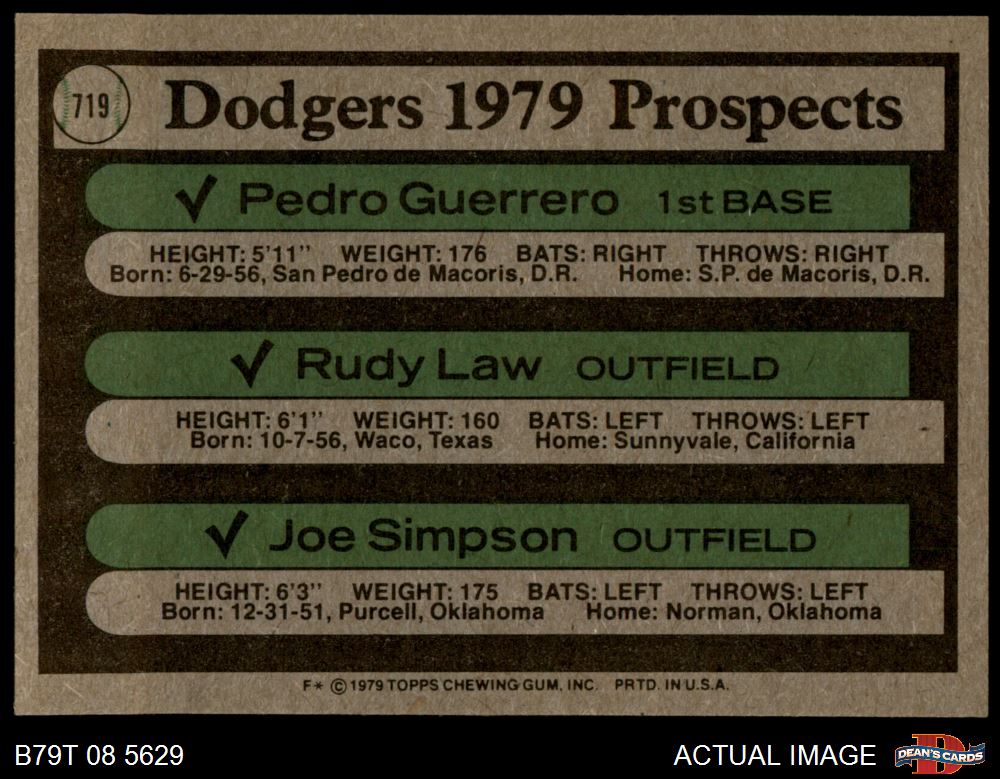 719 Dodgers 1979 Prospects
✓ Pedro Guerrero 1st BASE
HEIGHT: 5'11" WEIGHT: 176 BATS: RIGHT THROWS: RIGHT
Born: 6-29-56, San Pedro de Macoris, D.R. Home: S.P. de Macoris, D.R.
✓ Rudy Law OUTFIELD
HEIGHT: 6'1" WEIGHT: 160 BATS: LEFT THROWS: LEFT
Born: 10-7-56, Waco, Texas Home: Sunnyvale, California
✓ Joe Simpson OUTFIELD
HEIGHT: 6'3" WEIGHT: 175 BATS: LEFT THROWS: LEFT
Born: 12-31-51, Purcell, Oklahoma Home: Norman, Oklahoma
F* © 1979 TOPPS CHEWING GUM, INC. PRTD. IN U.S.A.
B79T 08 5629 ACTUAL IMAGE DEAN'S CARDS